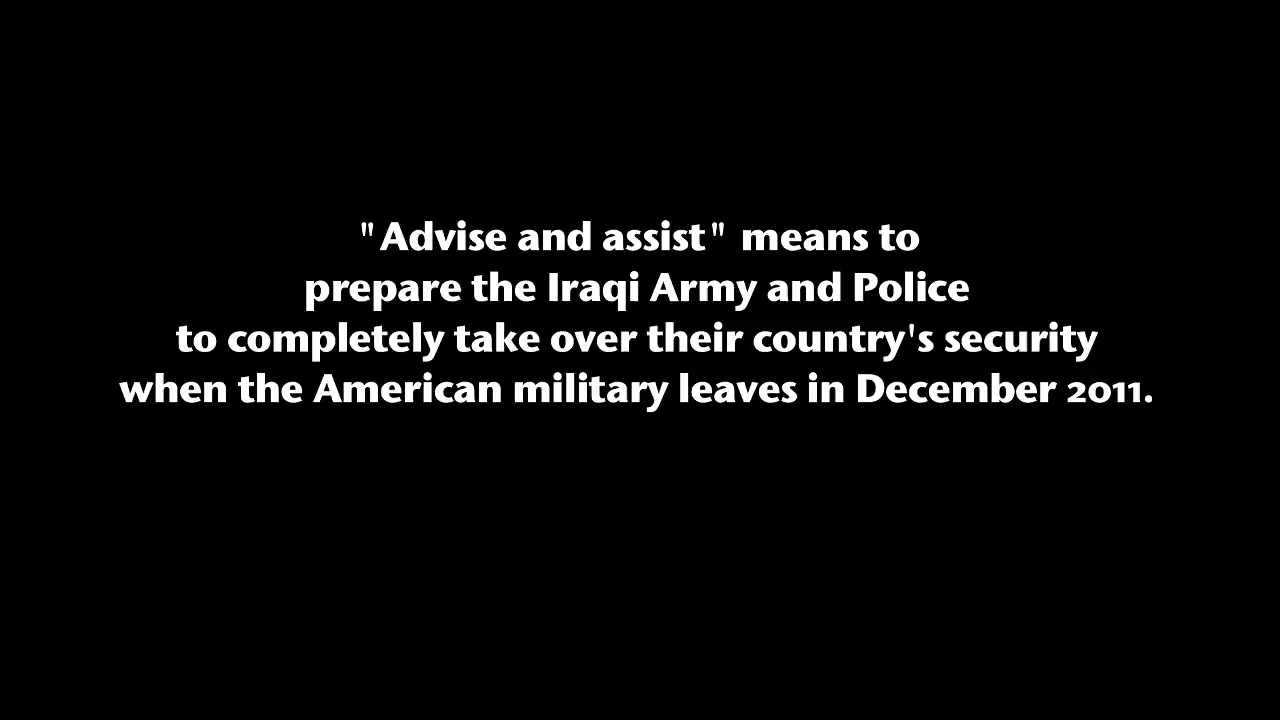 "Advise and assist" means to
prepare the Iraqi Army and Police
to completely take over their country's security
when the American military leaves in December 2011.